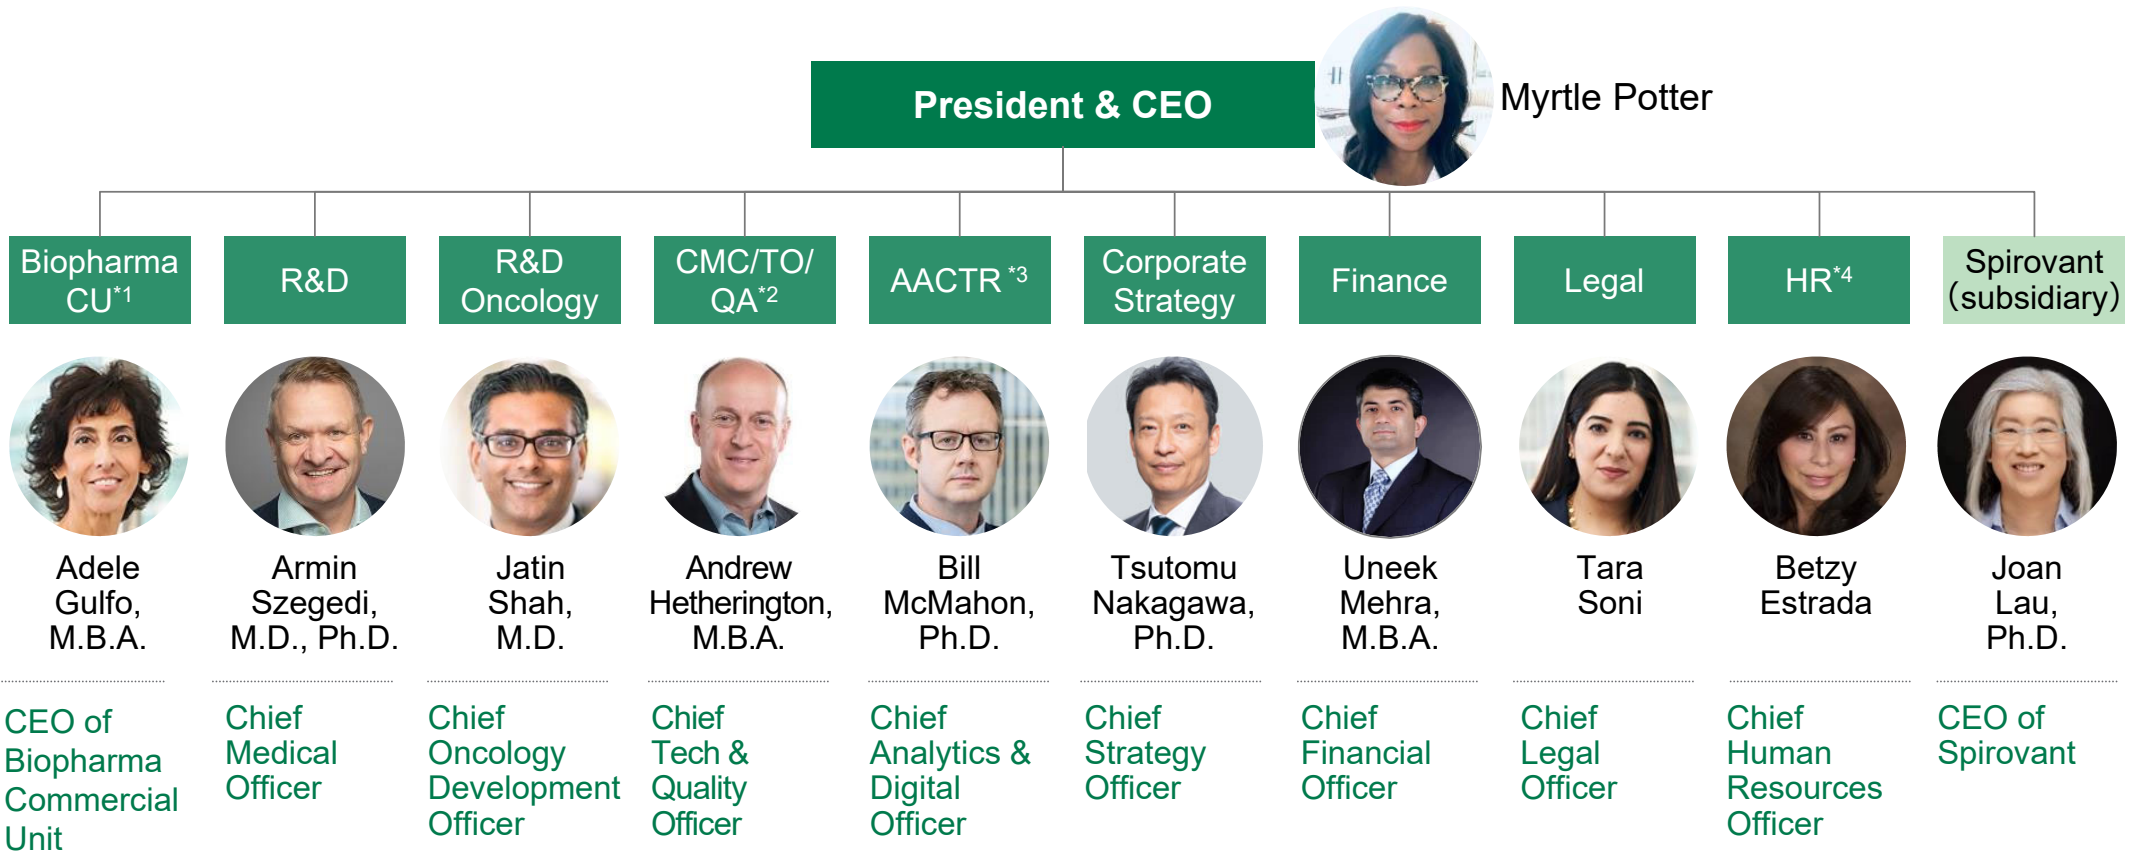 President & CEO
Myrtle Potter
Biopharma
CU*1
R&D
R&D
Oncology
CMC/TO/
QA*2
AACTR *3
Corporate
Strategy
Finance
Legal
HR*4
Spirovant
(subsidiary)
Adele
Gulfo,
M.B.A.
Armin
Szegedi,
M.D., Ph.D.
Jatin
Shah,
M.D.
Andrew
Hetherington,
M.B.A.
Bill
McMahon,
Ph.D.
Tsutomu
Nakagawa,
Ph.D.
Uneek
Mehra,
M.B.A.
Tara
Soni
Betzy
Estrada
Joan
Lau,
Ph.D.
CEO of
Biopharma
Commercial
Unit
Chief
Medical
Officer
Chief
Oncology
Development
Officer
Chief
Tech &
Quality
Officer
Chief
Analytics &
Digital
Officer
Chief
Strategy
Officer
Chief
Financial
Officer
Chief
Legal
Officer
Chief
Human
Resources
Officer
CEO of
Spirovant